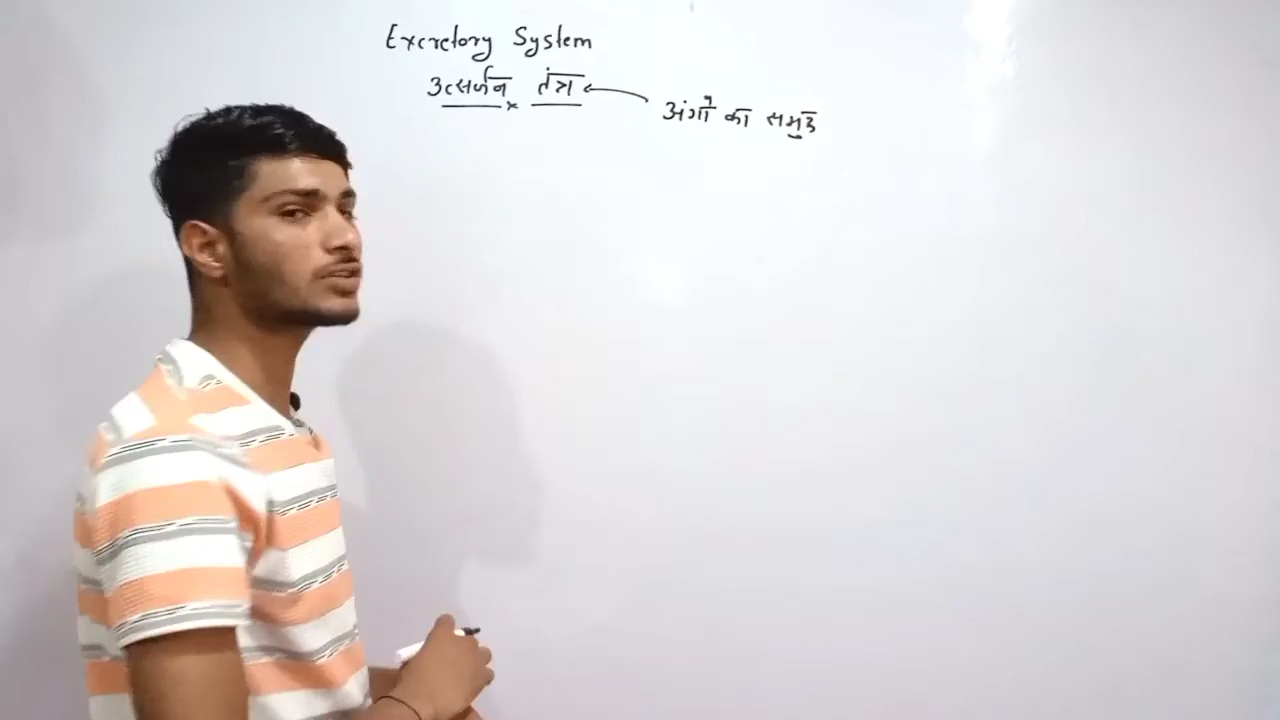 Excretory System
उत्सर्जन तंत्र
अंगों का समुह